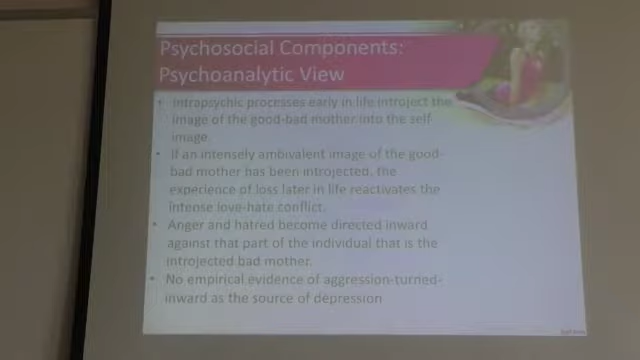 Psychosocial Components:
Psychoanalytic View
• Intrapsychic processes early in life introject the
image of the good-bad mother into the self-
image.
• If an intensely ambivalent image of the good-
bad mother has been introjected, the
experience of loss later in life reactivates the
intense love-hate conflict.
• Anger and hatred become directed inward
against that part of the individual that is the
introjected bad mother.
• No empirical evidence of aggression-turned-
inward as the source of depression